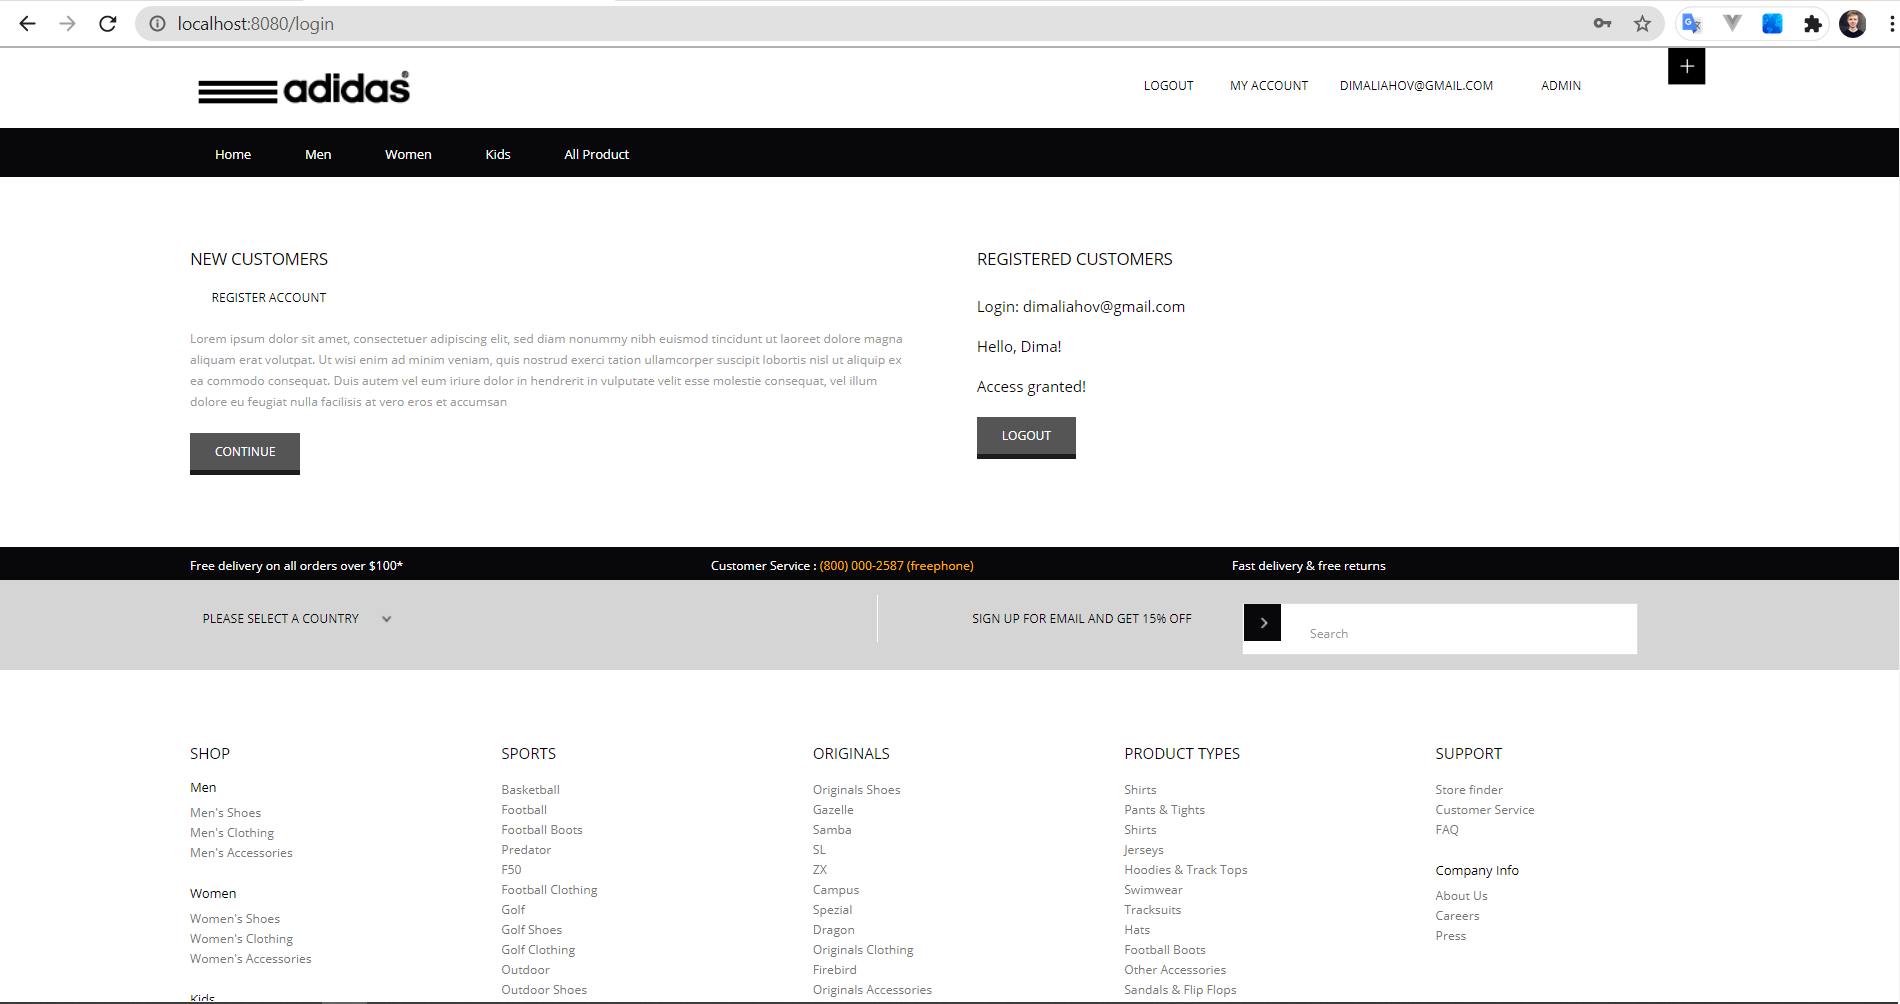 localhost:8080/login
adidas®
LOGOUT MY ACCOUNT DIMALIAHOV@GMAIL.COM ADMIN
Home Men Women Kids All Product
NEW CUSTOMERS
REGISTER ACCOUNT
Lorem ipsum dolor sit amet, consectetuer adipiscing elit, sed diam nonummy nibh euismod tincidunt ut laoreet dolore magna
aliquam erat volutpat. Ut wisi enim ad minim veniam, quis nostrud exerci tation ullamcorper suscipit lobortis nisl ut aliquip ex
ea commodo consequat. Duis autem vel eum iriure dolor in hendrerit in vulputate velit esse molestie consequat, vel illum
dolore eu feugiat nulla facilisis at vero eros et accumsan
CONTINUE
REGISTERED CUSTOMERS
Login: dimaliahov@gmail.com
Hello, Dima!
Access granted!
LOGOUT
Free delivery on all orders over $100*
Customer Service : (800) 000-2587 (freephone)
Fast delivery & free returns
PLEASE SELECT A COUNTRY
SIGN UP FOR EMAIL AND GET 15% OFF
Search
SHOP
Men
Men's Shoes
Men's Clothing
Men's Accessories
Women
Women's Shoes
Women's Clothing
Women's Accessories
Kids
SPORTS
Basketball
Football
Football Boots
Predator
F50
Football Clothing
Golf
Golf Shoes
Golf Clothing
Outdoor
Outdoor Shoes
ORIGINALS
Originals Shoes
Gazelle
Samba
SL
ZX
Campus
Spezial
Dragon
Originals Clothing
Firebird
Originals Accessories
PRODUCT TYPES
Shirts
Pants & Tights
Shirts
Jerseys
Hoodies & Track Tops
Swimwear
Tracksuits
Hats
Football Boots
Other Accessories
Sandals & Flip Flops
SUPPORT
Store finder
Customer Service
FAQ
Company Info
About Us
Careers
Press